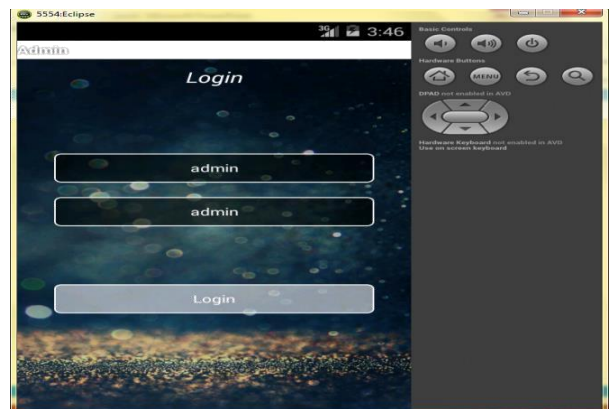 5554:Eclipse
3G 3:46
Admin
Login
admin
admin
Login
Basic Controls
Hardware Buttons
MENU
DPAD not enabled in AVD
Hardware Keyboard not enabled in AVD
Use on screen keyboard